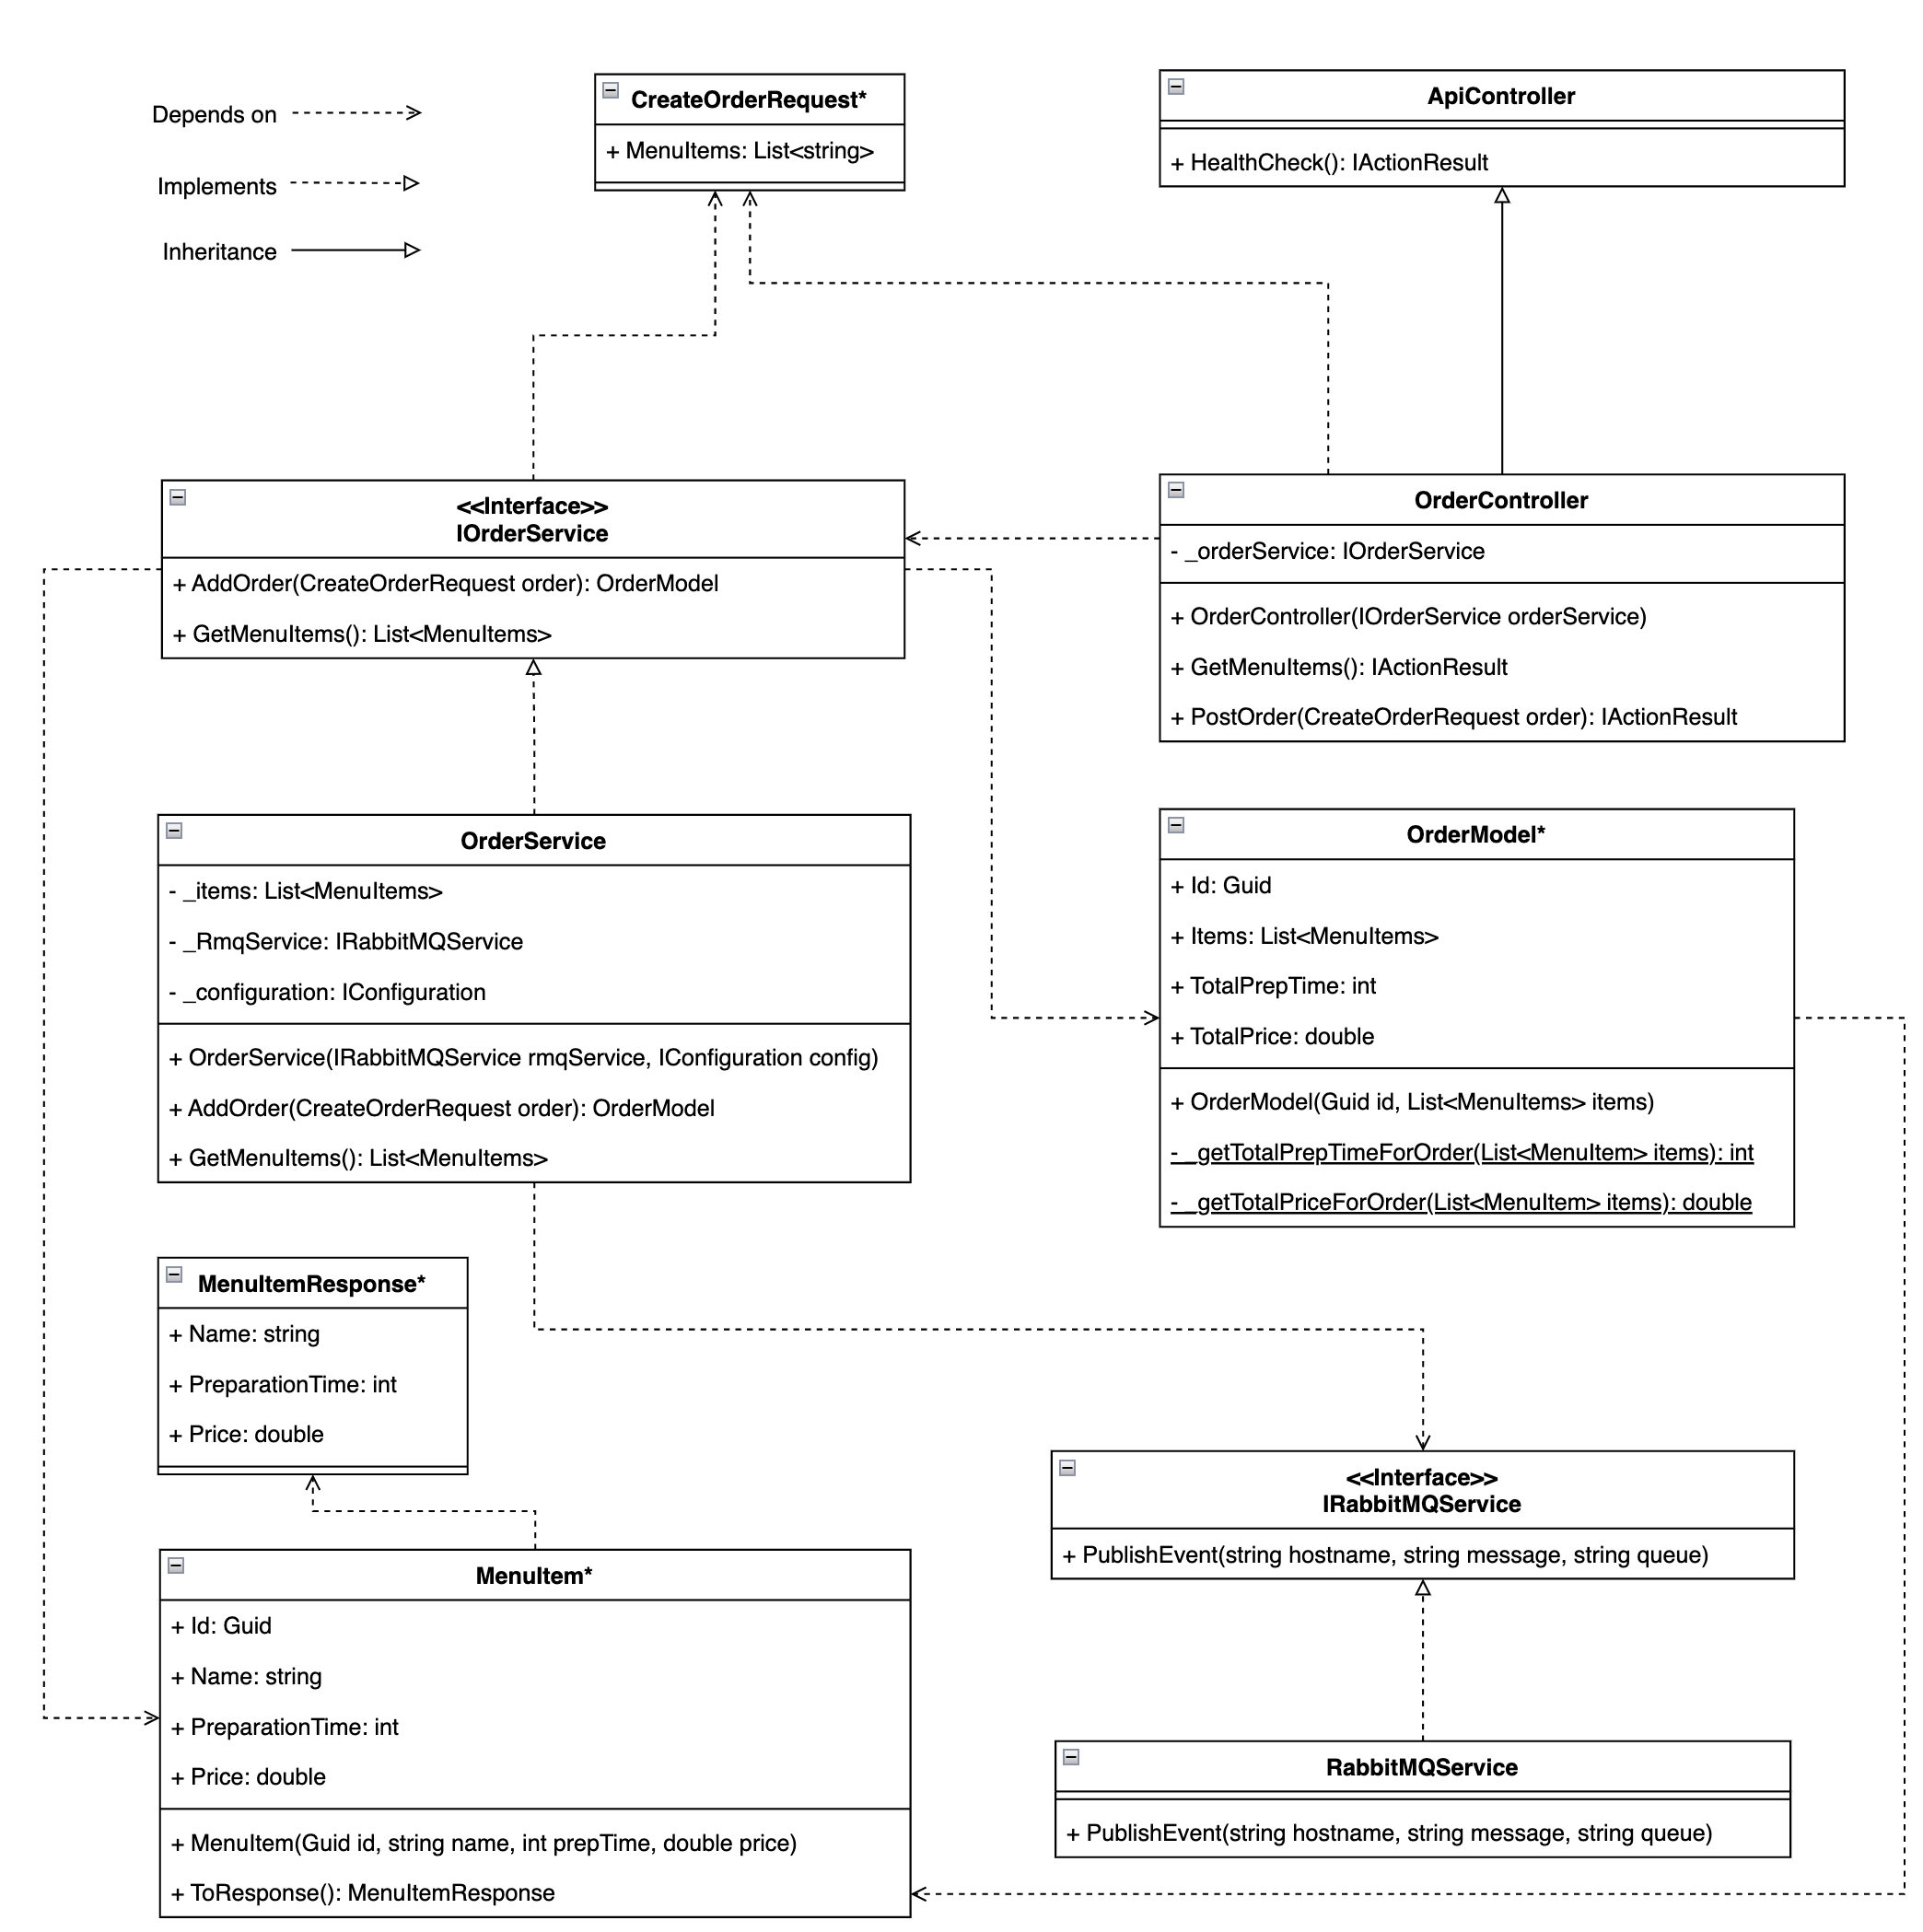 Depends on
Implements
Inheritance
CreateOrderRequest*
+ MenuItems: List<string>
ApiController
+ HealthCheck(): IActionResult
<<Interface>>
IOrderService
+ AddOrder(CreateOrderRequest order): OrderModel
+ GetMenuItems(): List<MenuItems>
OrderController
- _orderService: IOrderService
+ OrderController(IOrderService orderService)
+ GetMenuItems(): IActionResult
+ PostOrder(CreateOrderRequest order): IActionResult
OrderService
- _items: List<MenuItems>
- _RmqService: IRabbitMQService
- _configuration: IConfiguration
+ OrderService(IRabbitMQService rmqService, IConfiguration config)
+ AddOrder(CreateOrderRequest order): OrderModel
+ GetMenuItems(): List<MenuItems>
OrderModel*
+ Id: Guid
+ Items: List<MenuItems>
+ TotalPrepTime: int
+ TotalPrice: double
+ OrderModel(Guid id, List<MenuItems> items)
- _getTotalPrepTimeForOrder(List<MenuItem> items): int
- _getTotalPriceForOrder(List<MenuItem> items): double
MenuItemResponse*
+ Name: string
+ PreparationTime: int
+ Price: double
<<Interface>>
IRabbitMQService
+ PublishEvent(string hostname, string message, string queue)
MenuItem*
+ Id: Guid
+ Name: string
+ PreparationTime: int
+ Price: double
+ MenuItem(Guid id, string name, int prepTime, double price)
+ ToResponse(): MenuItemResponse
RabbitMQService
+ PublishEvent(string hostname, string message, string queue)